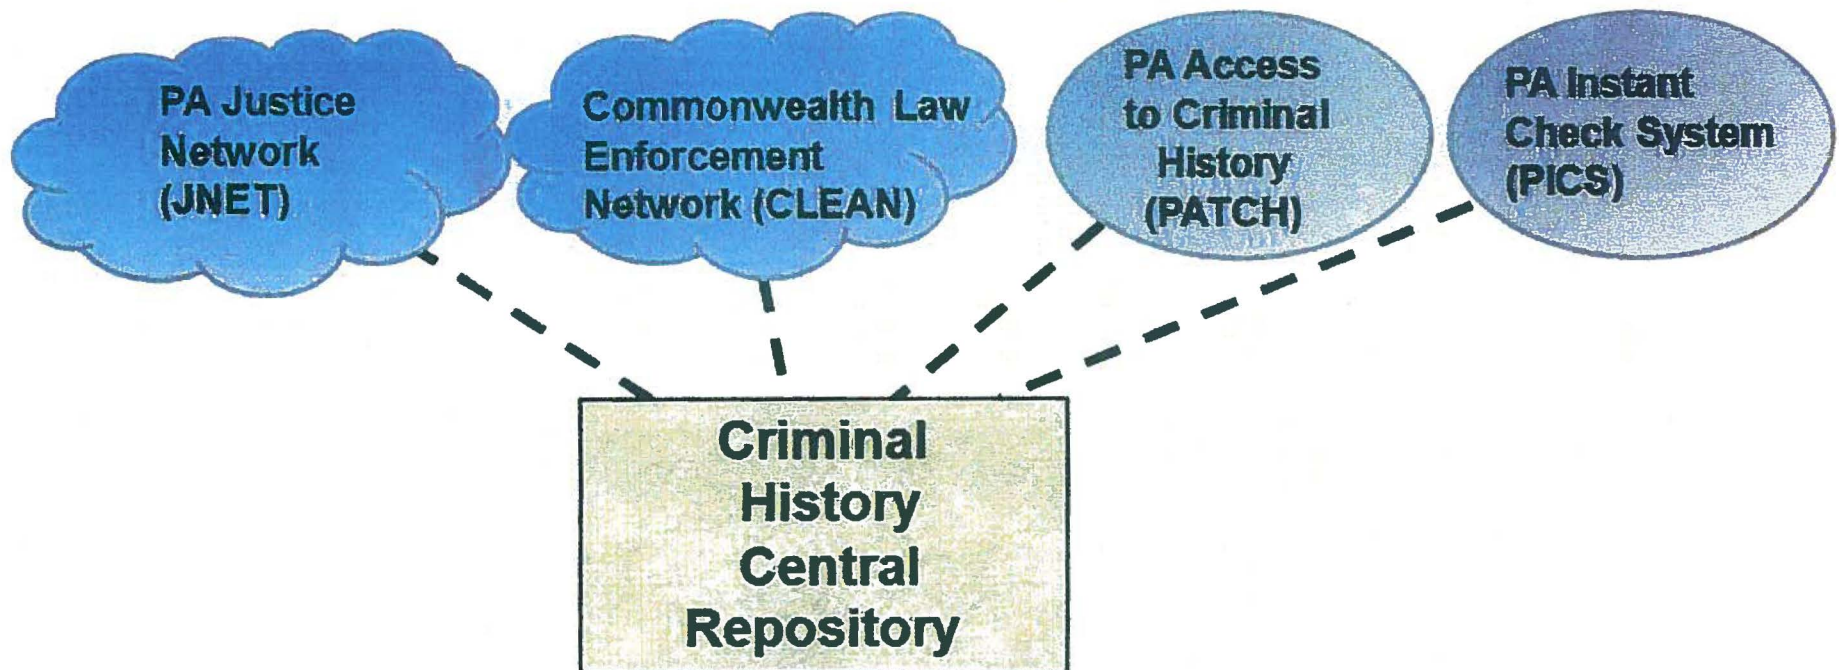 PA Justice
Network
(JNET)
Commonwealth Law
Enforcement
Network (CLEAN)
PA Access
to Criminal
History
(PATCH)
PA Instant
Check System
(PICS)
Criminal
History
Central
Repository